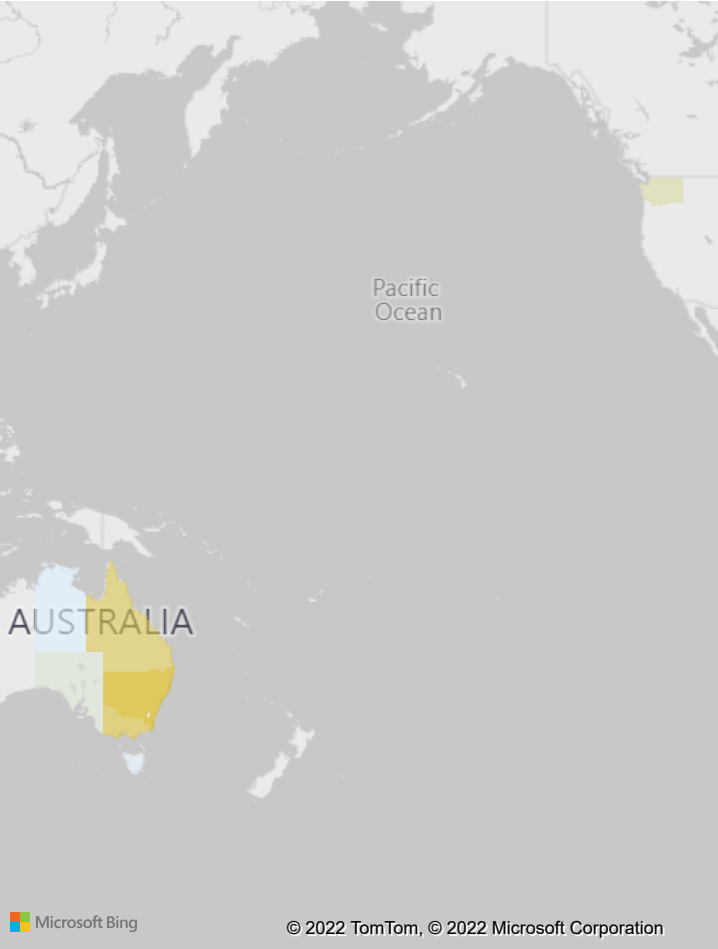 Pacific
Ocean
AUSTRALIA
Microsoft Bing
© 2022 TomTom, © 2022 Microsoft Corporation